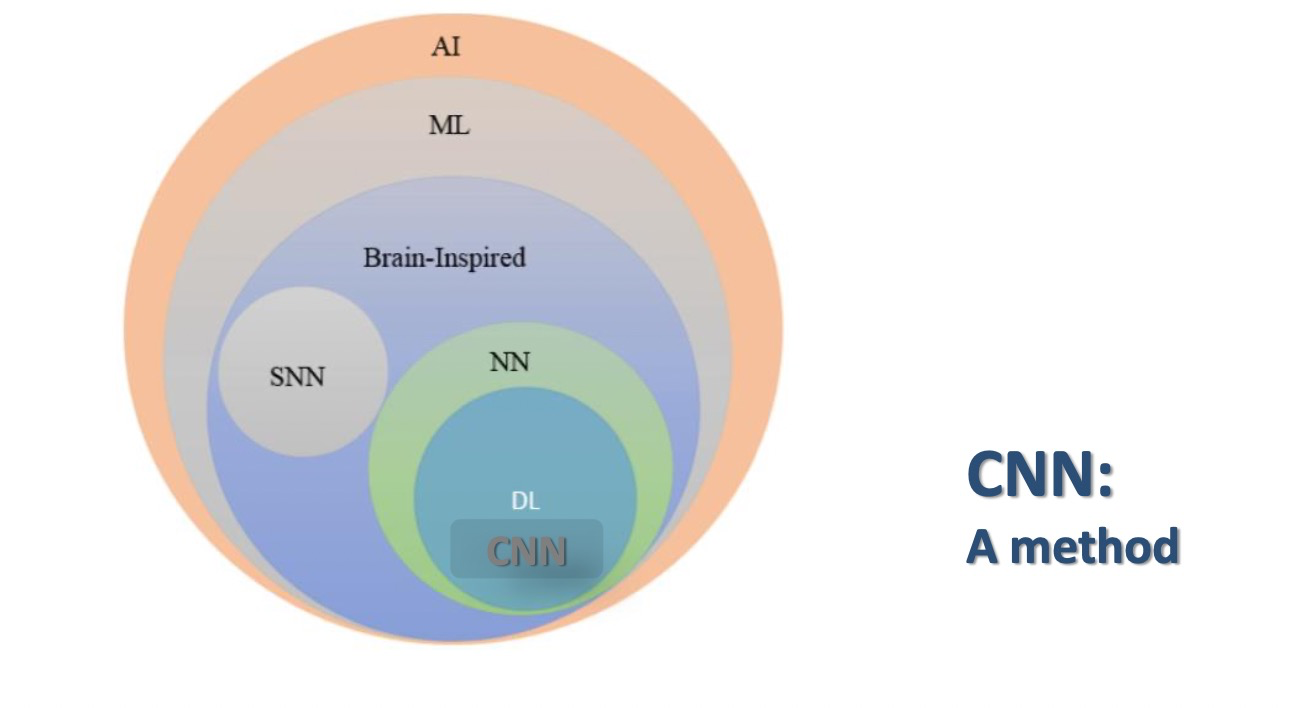 AI
ML
Brain-Inspired
SNN
NN
DL
CNN
CNN:
A method